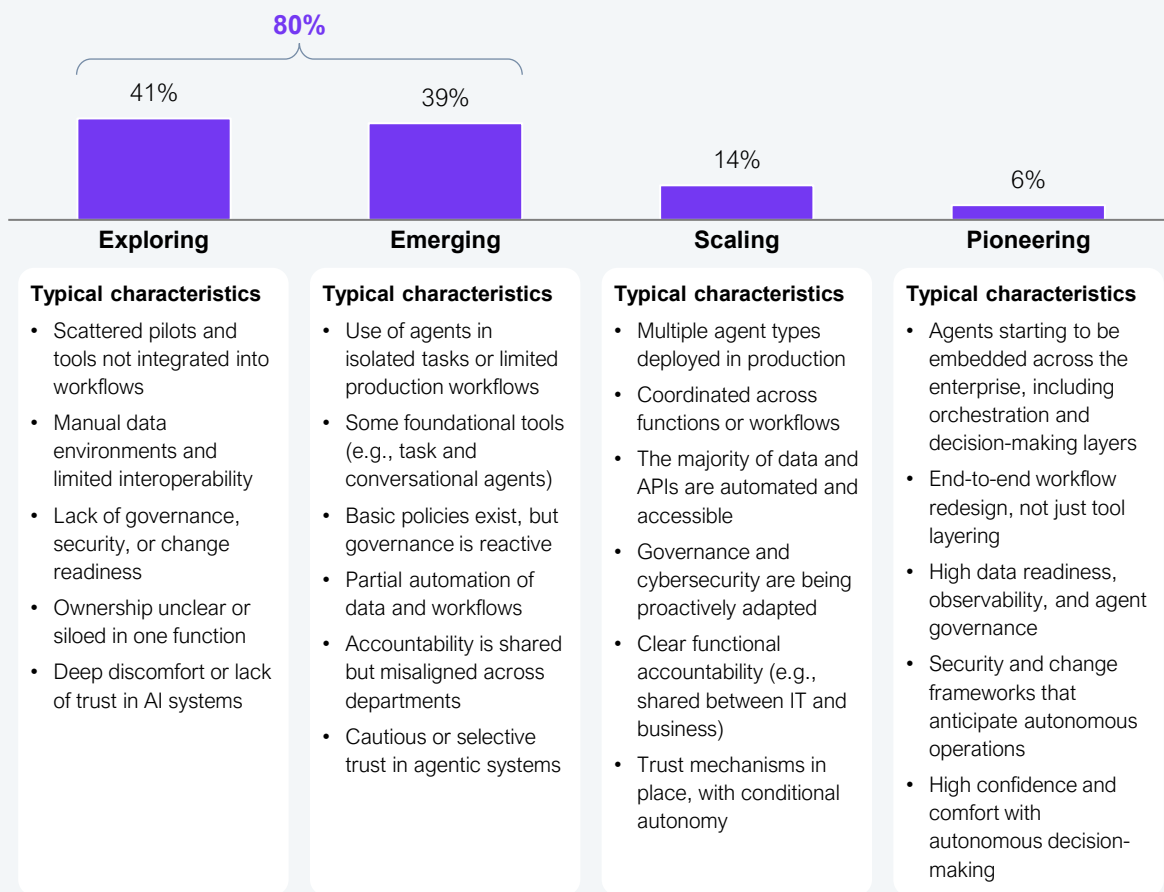 80%
41%
39%
14%
6%
Exploring
Emerging
Scaling
Pioneering
Typical characteristics
• Scattered pilots and
tools not integrated into
workflows
• Manual data
environments and
limited interoperability
• Lack of governance,
security, or change
readiness
• Ownership unclear or
siloed in one function
• Deep discomfort or lack
of trust in AI systems
Typical characteristics
• Use of agents in
isolated tasks or limited
production workflows
• Some foundational tools
(e.g., task and
conversational agents)
• Basic policies exist, but
governance is reactive
• Partial automation of
data and workflows
• Accountability is shared
but misaligned across
departments
• Cautious or selective
trust in agentic systems
Typical characteristics
• Multiple agent types
deployed in production
• Coordinated across
functions or workflows
• The majority of data and
APIs are automated and
accessible
• Governance and
cybersecurity are being
proactively adapted
• Clear functional
accountability (e.g.,
shared between IT and
business)
• Trust mechanisms in
place, with conditional
autonomy
Typical characteristics
• Agents starting to be
embedded across the
enterprise, including
orchestration and
decision-making layers
• End-to-end workflow
redesign, not just tool
layering
• High data readiness,
observability, and agent
governance
• Security and change
frameworks that
anticipate autonomous
operations
• High confidence and
comfort with
autonomous decision-
making